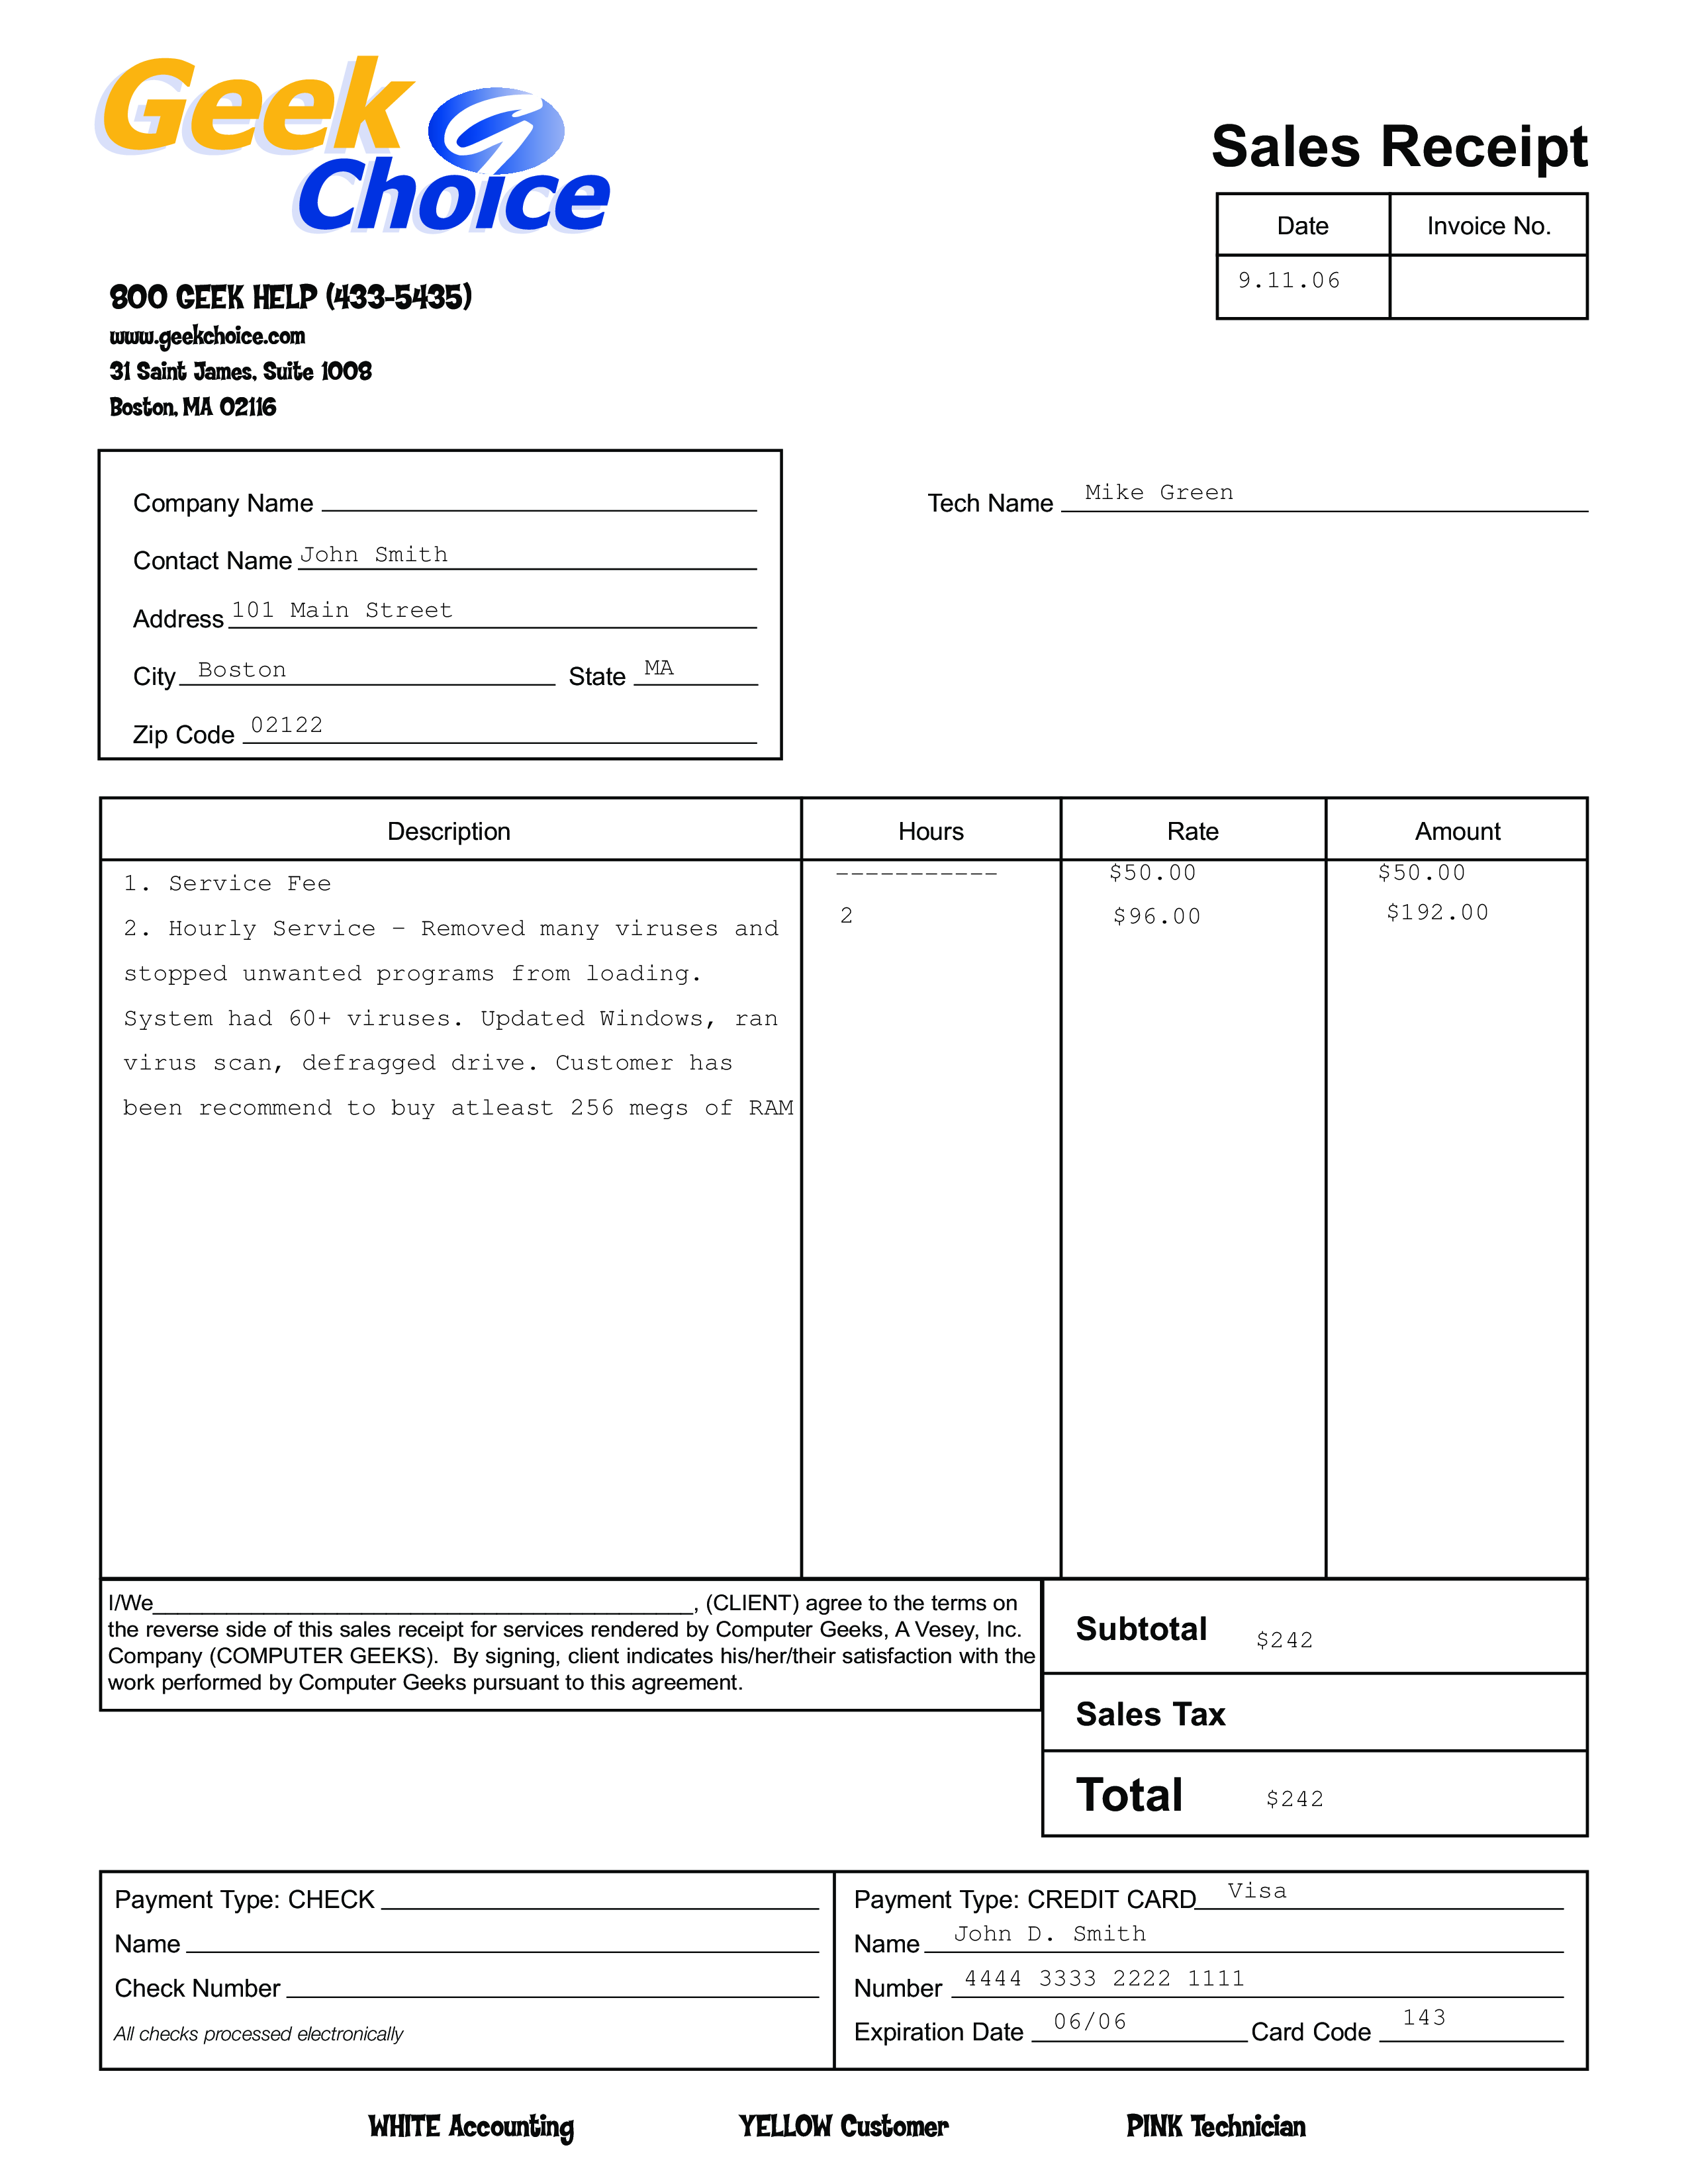 Geek
Choice
Sales Receipt
Date Invoice No.
9.11.06
800 GEEK HELP (433-5435)
www.geekchoice.com
31 Saint James, Suite 1008
Boston, MA 02116
Company Name
Tech Name Mike Green
Contact Name John Smith
Address 101 Main Street
City Boston State MA
Zip Code 02122
Description Hours Rate Amount
1. Service Fee ----------- $50.00 $50.00
2. Hourly Service - Removed many viruses and 2 $96.00 $192.00
stopped unwanted programs from loading.
System had 60+ viruses. Updated Windows, ran
virus scan, defragged drive. Customer has
been recommend to buy atleast 256 megs of RAM
I/We____, (CLIENT) agree to the terms on
the reverse side of this sales receipt for services rendered by Computer Geeks, A Vesey, Inc.
Company (COMPUTER GEEKS).  By signing, client indicates his/her/their satisfaction with the
work performed by Computer Geeks pursuant to this agreement.
Subtotal $242
Sales Tax
Total $242
Payment Type: CHECK
Name
Check Number
All checks processed electronically
Payment Type: CREDIT CARD Visa
Name John D. Smith
Number 4444 3333 2222 1111
Expiration Date 06/06 Card Code 143
WHITE Accounting YELLOW Customer PINK Technician